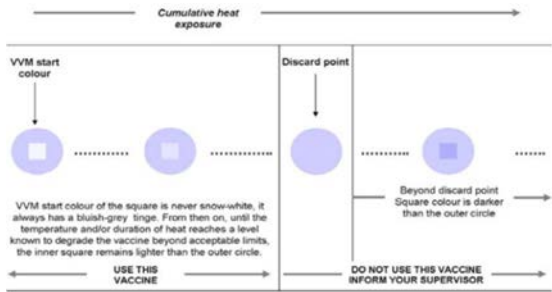 Cumulative heat
exposure
VVM start
colour
Discard point
VVM start colour of the square is never snow-white, it
always has a bluish-grey tinge. From then on, until the
temperature and/or duration of heat reaches a level
known to degrade the vaccine beyond acceptable limits,
the inner square remains lighter than the outer circle.
Beyond discard point
Square colour is darker
than the outer circle
USE THIS
VACCINE
DO NOT USE THIS VACCINE
INFORM YOUR SUPERVISOR